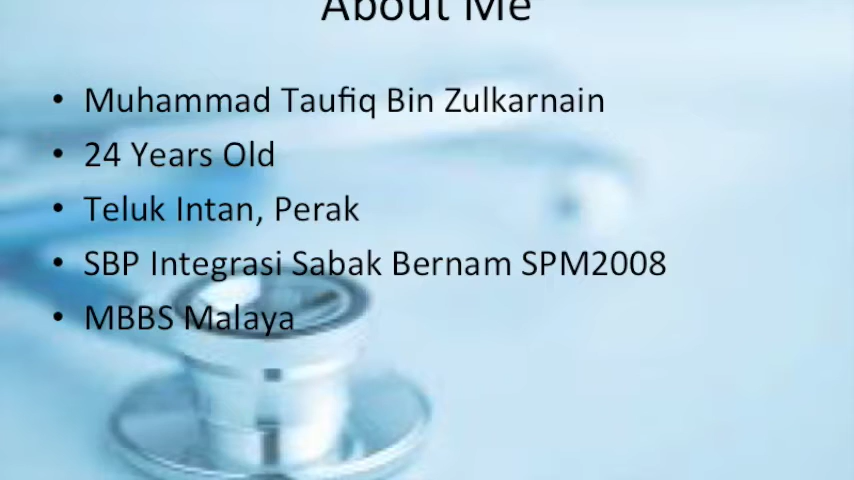 About Me
• Muhammad Taufiq Bin Zulkarnain
• 24 Years Old
• Teluk Intan, Perak
• SBP Integrasi Sabak Bernam SPM2008
• MBBS Malaya